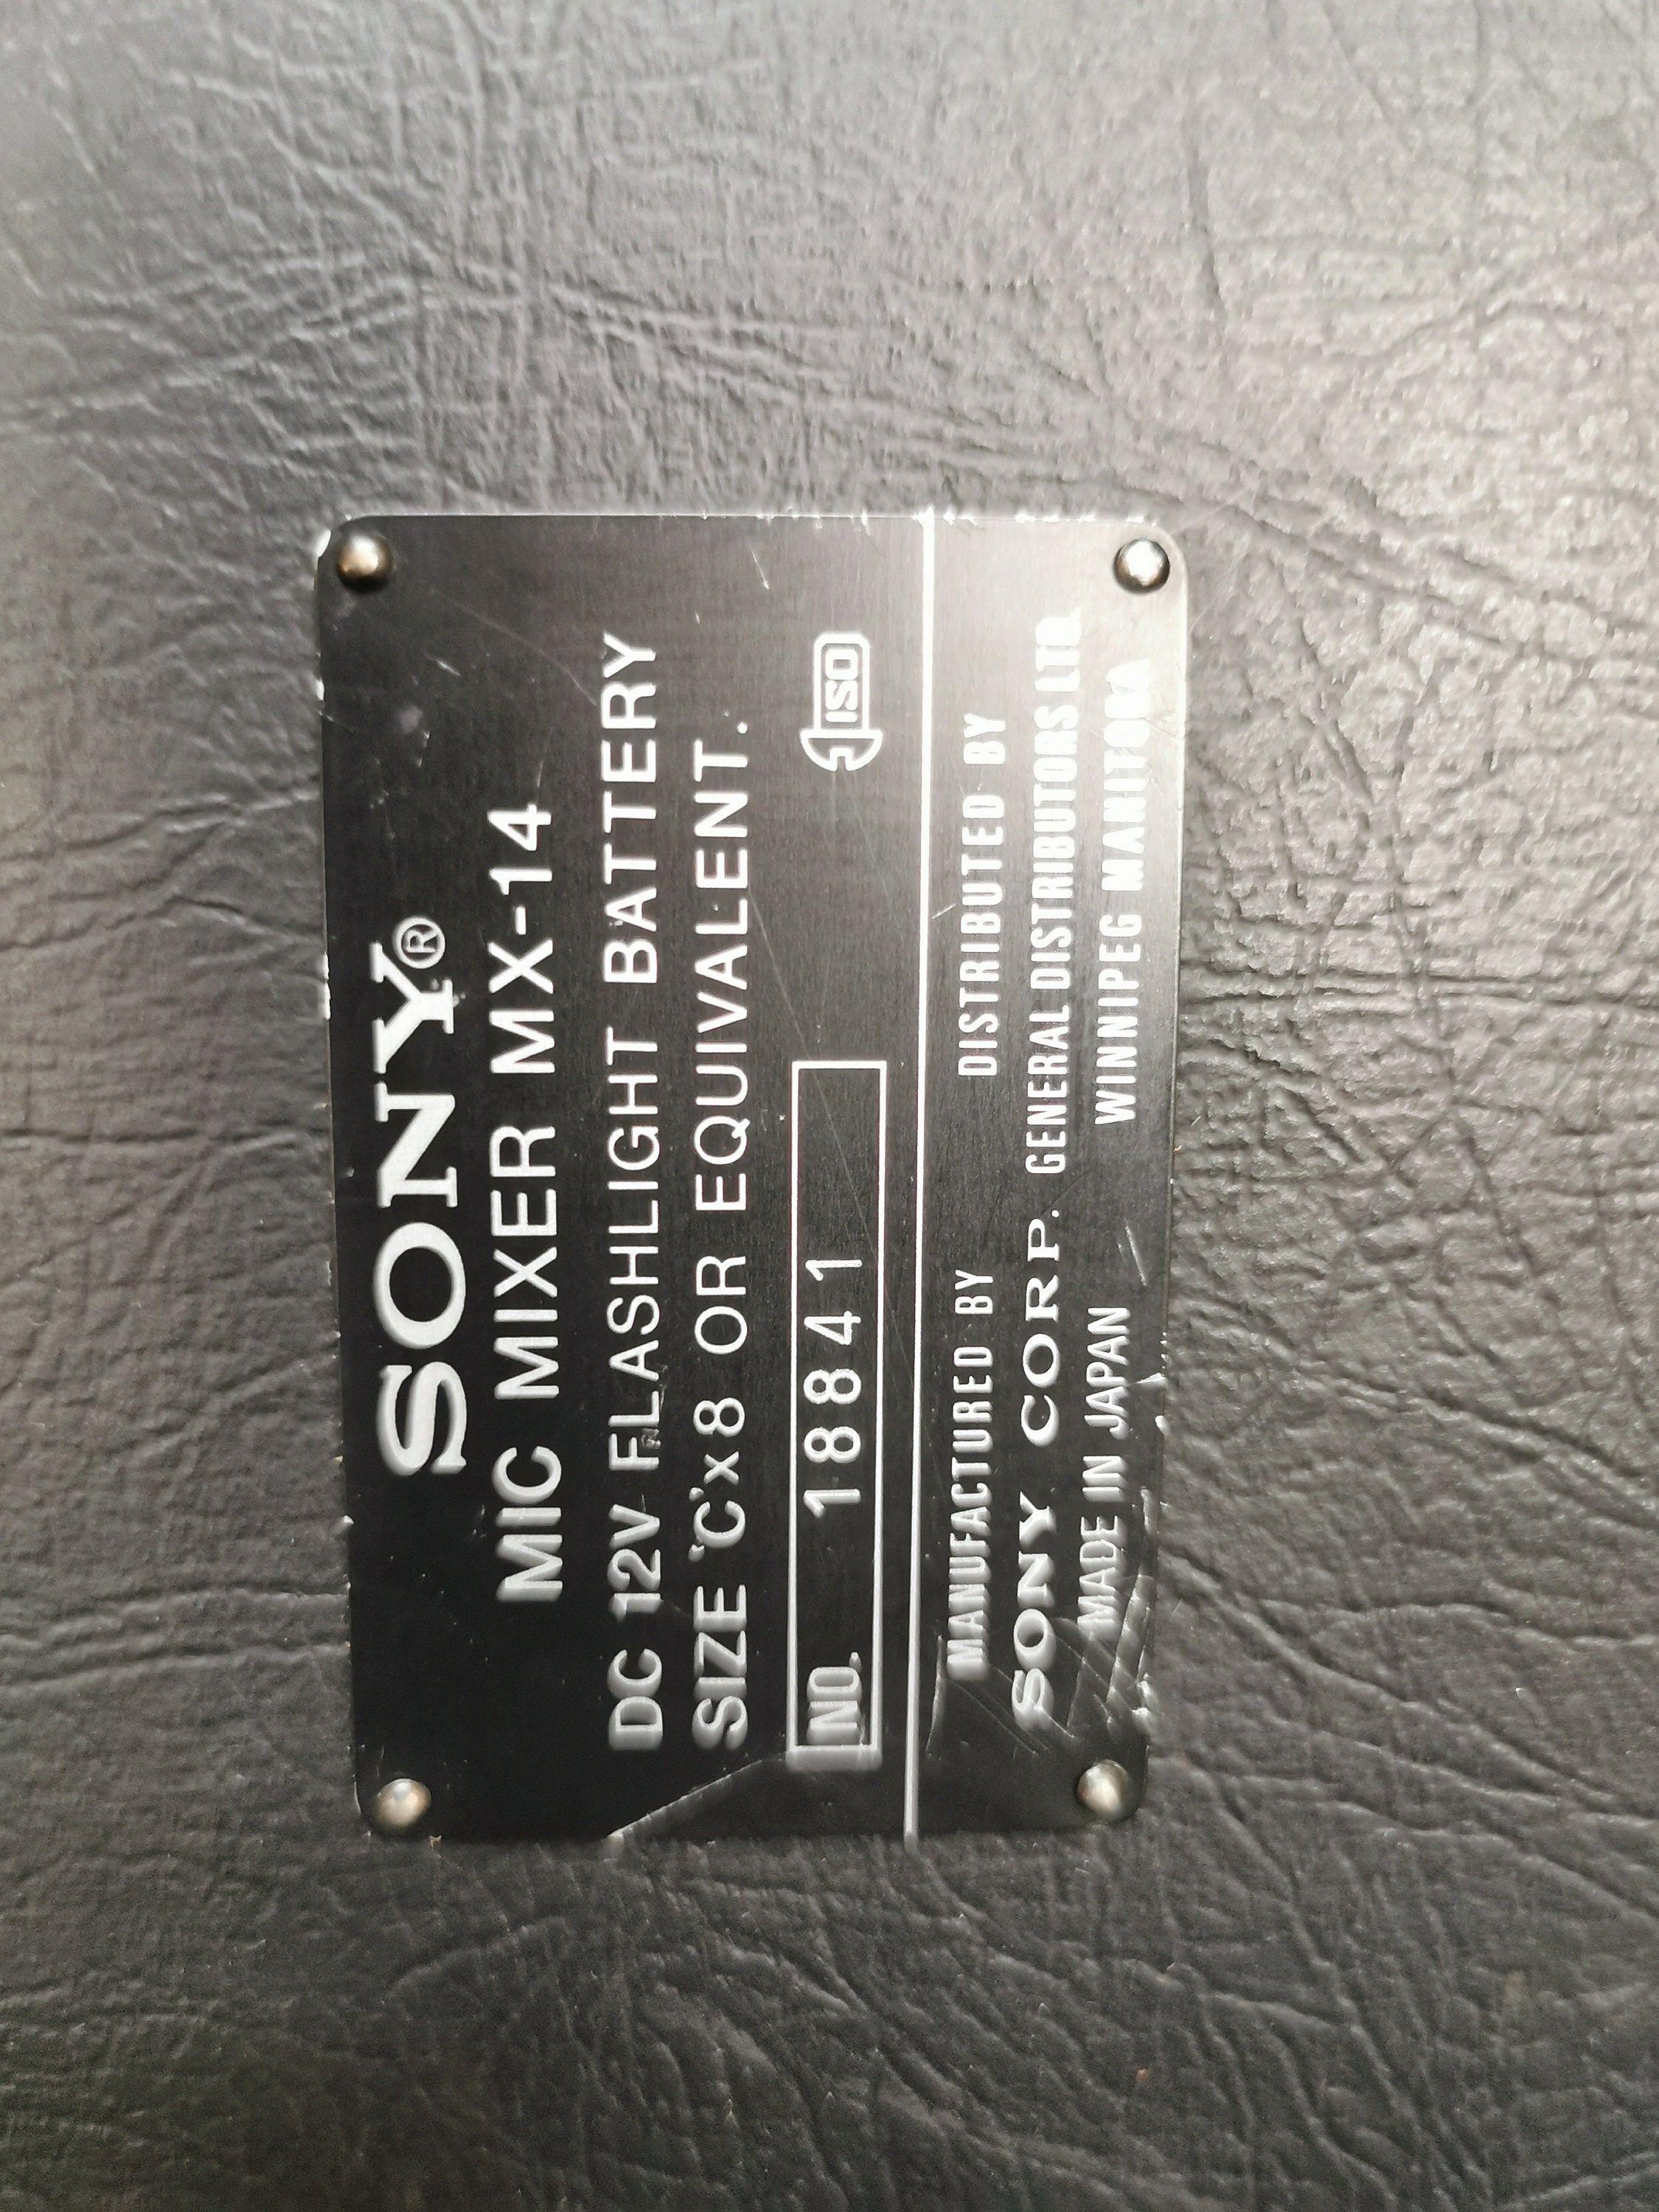 SONY®
MIC MIXER MX-14
DC 12V FLASHLIGHT BATTERY
SIZE 'C'x8 OR EQUIVALENT.
NO. 18841
ISO
MANUFACTURED BY
SONY CORP.
MADE IN JAPAN
DISTRIBUTED BY
GENERAL DISTRIBUTORS LTD.
WINNIPEG MANITOBA